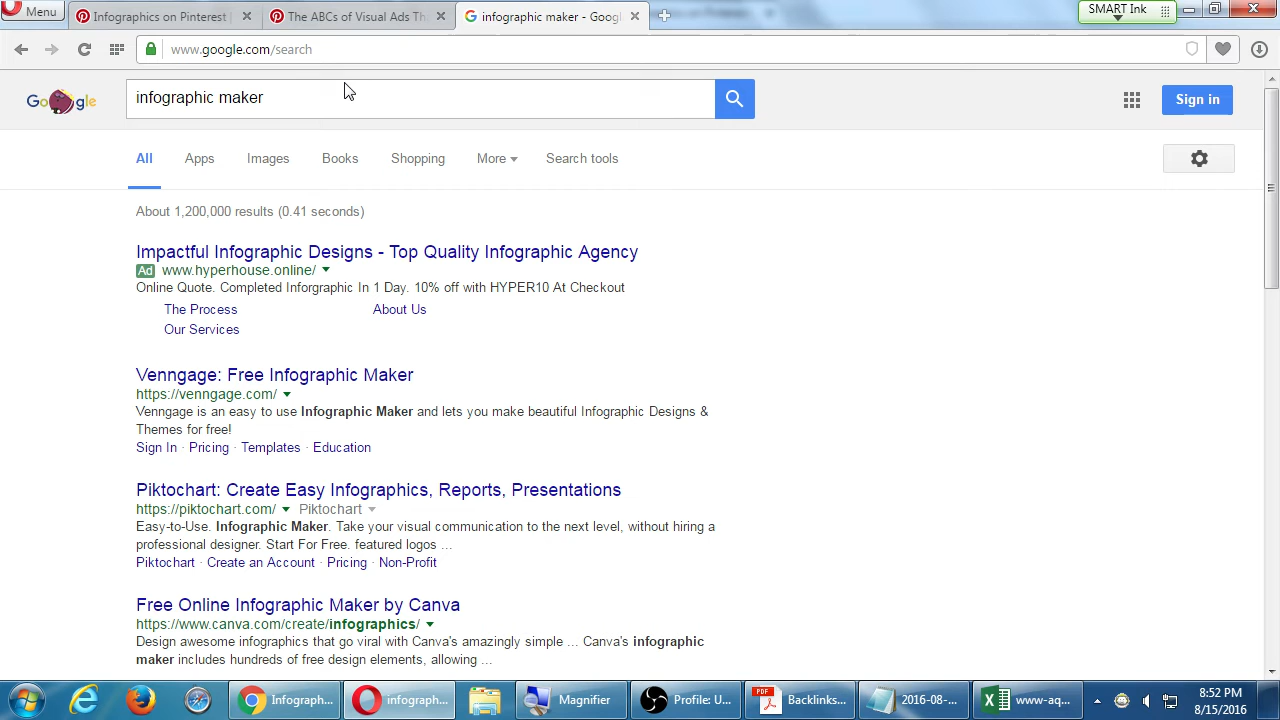 Menu
Infographics on Pinterest
The ABCs of Visual Ads Th
infographic maker - Goog
SMART Ink
www.google.com/search
Google
infographic maker
Sign in
All
Apps
Images
Books
Shopping
More
Search tools
About 1,200,000 results (0.41 seconds)
Impactful Infographic Designs - Top Quality Infographic Agency
Ad www.hyperhouse.online/
Online Quote. Completed Inforgraphic In 1 Day. 10% off with HYPER10 At Checkout
The Process
About Us
Our Services
Venngage: Free Infographic Maker
https://venngage.com/
Venngage is an easy to use Infographic Maker and lets you make beautiful Infographic Designs &
Themes for free!
Sign In · Pricing · Templates · Education
Piktochart: Create Easy Infographics, Reports, Presentations
https://piktochart.com/ Piktochart
Easy-to-Use. Infographic Maker. Take your visual communication to the next level, without hiring a
professional designer. Start For Free. featured logos ...
Piktochart · Create an Account · Pricing · Non-Profit
Free Online Infographic Maker by Canva
https://www.canva.com/create/infographics/
Design awesome infographics that go viral with Canva's amazingly simple ... Canva's infographic
maker includes hundreds of free design elements, allowing ...
Infograph...
infograph...
Magnifier
Profile: U...
PDF
Backlinks...
2016-08-...
www-aq...
8:52 PM
8/15/2016